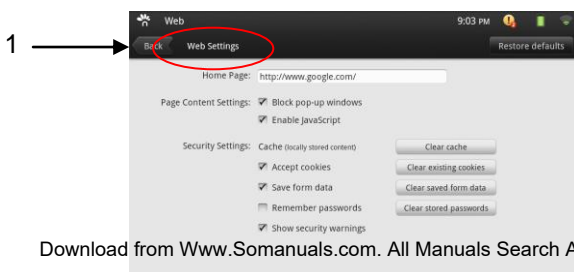 Web 9:03 PM
1 Back Web Settings Restore defaults
Home Page: http://www.google.com/
Page Content Settings: Block pop-up windows
Enable JavaScript
Security Settings: Cache (locally stored content) Clear cache
Accept cookies Clear existing cookies
Save form data Clear saved form data
Remember passwords Clear stored passwords
Show security warnings
Download from Www.Somanuals.com. All Manuals Search A